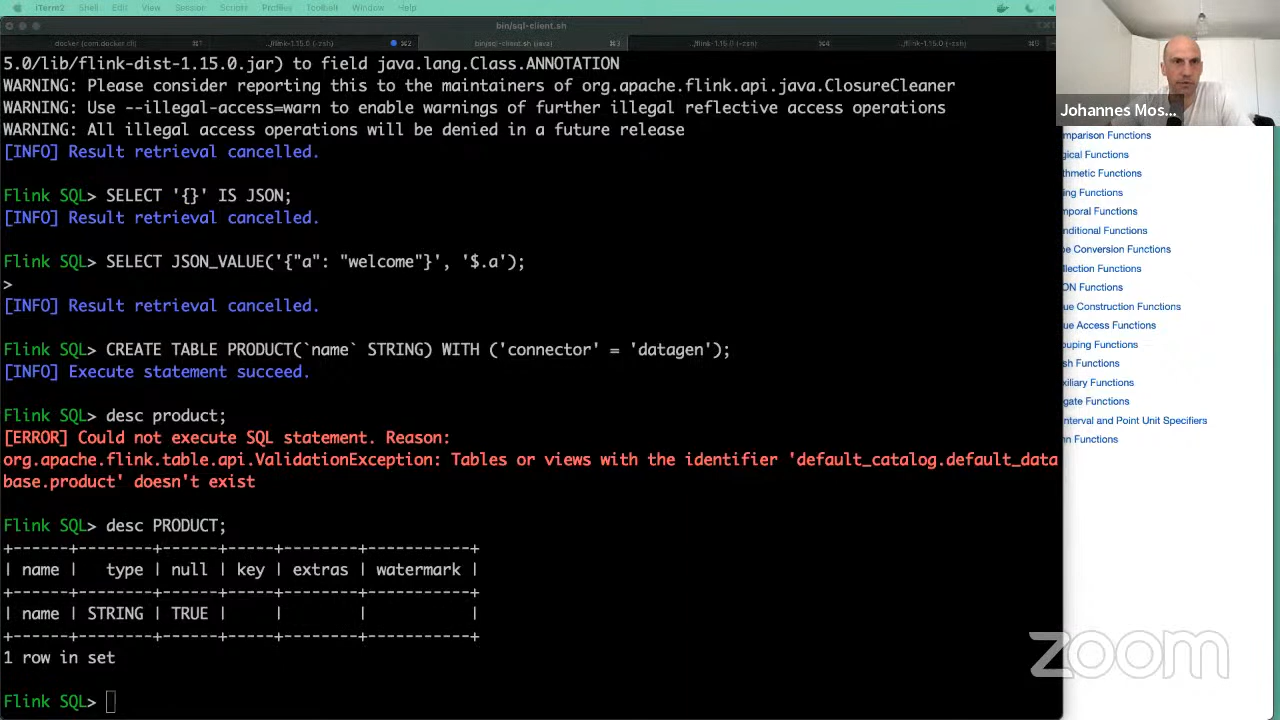 iTerm2 Shell Edit View Session Scripts Profiles Toolbelt Window Help
bin/sql-client.sh
docker (com.docker.cli) ⌘1 ../flink-1.15.0 (-zsh) ⌘2 bin/sql-client.sh (java) ⌘3 ../flink-1.15.0 (-zsh) ⌘4 ../flink-1.15.0 (-zsh) ⌘5
5.0/lib/flink-dist-1.15.0.jar) to field java.lang.Class.ANNOTATION
WARNING: Please consider reporting this to the maintainers of org.apache.flink.api.java.ClosureCleaner
WARNING: Use --illegal-access=warn to enable warnings of further illegal reflective access operations
WARNING: All illegal access operations will be denied in a future release
[INFO] Result retrieval cancelled.
Flink SQL> SELECT '{}' IS JSON;
[INFO] Result retrieval cancelled.
Flink SQL> SELECT JSON_VALUE('{"a": "welcome"}', '$.a');
>
[INFO] Result retrieval cancelled.
Flink SQL> CREATE TABLE PRODUCT(`name` STRING) WITH ('connector' = 'datagen');
[INFO] Execute statement succeed.
Flink SQL> desc product;
[ERROR] Could not execute SQL statement. Reason:
org.apache.flink.table.api.ValidationException: Tables or views with the identifier 'default_catalog.default_data
base.product' doesn't exist
Flink SQL> desc PRODUCT;
+------+--------+------+-----+--------+-----------+
| name | type | null | key | extras | watermark |
+------+--------+------+-----+--------+-----------+
| name | STRING | TRUE | | | |
+------+--------+------+-----+--------+-----------+
1 row in set
Flink SQL>
Johannes Mos...
mparison Functions
gical Functions
thmetic Functions
ing Functions
mporal Functions
nditional Functions
pe Conversion Functions
llection Functions
ON Functions
ue Construction Functions
ue Access Functions
ouping Functions
sh Functions
xiliary Functions
egate Functions
Interval and Point Unit Specifiers
nn Functions
zoom